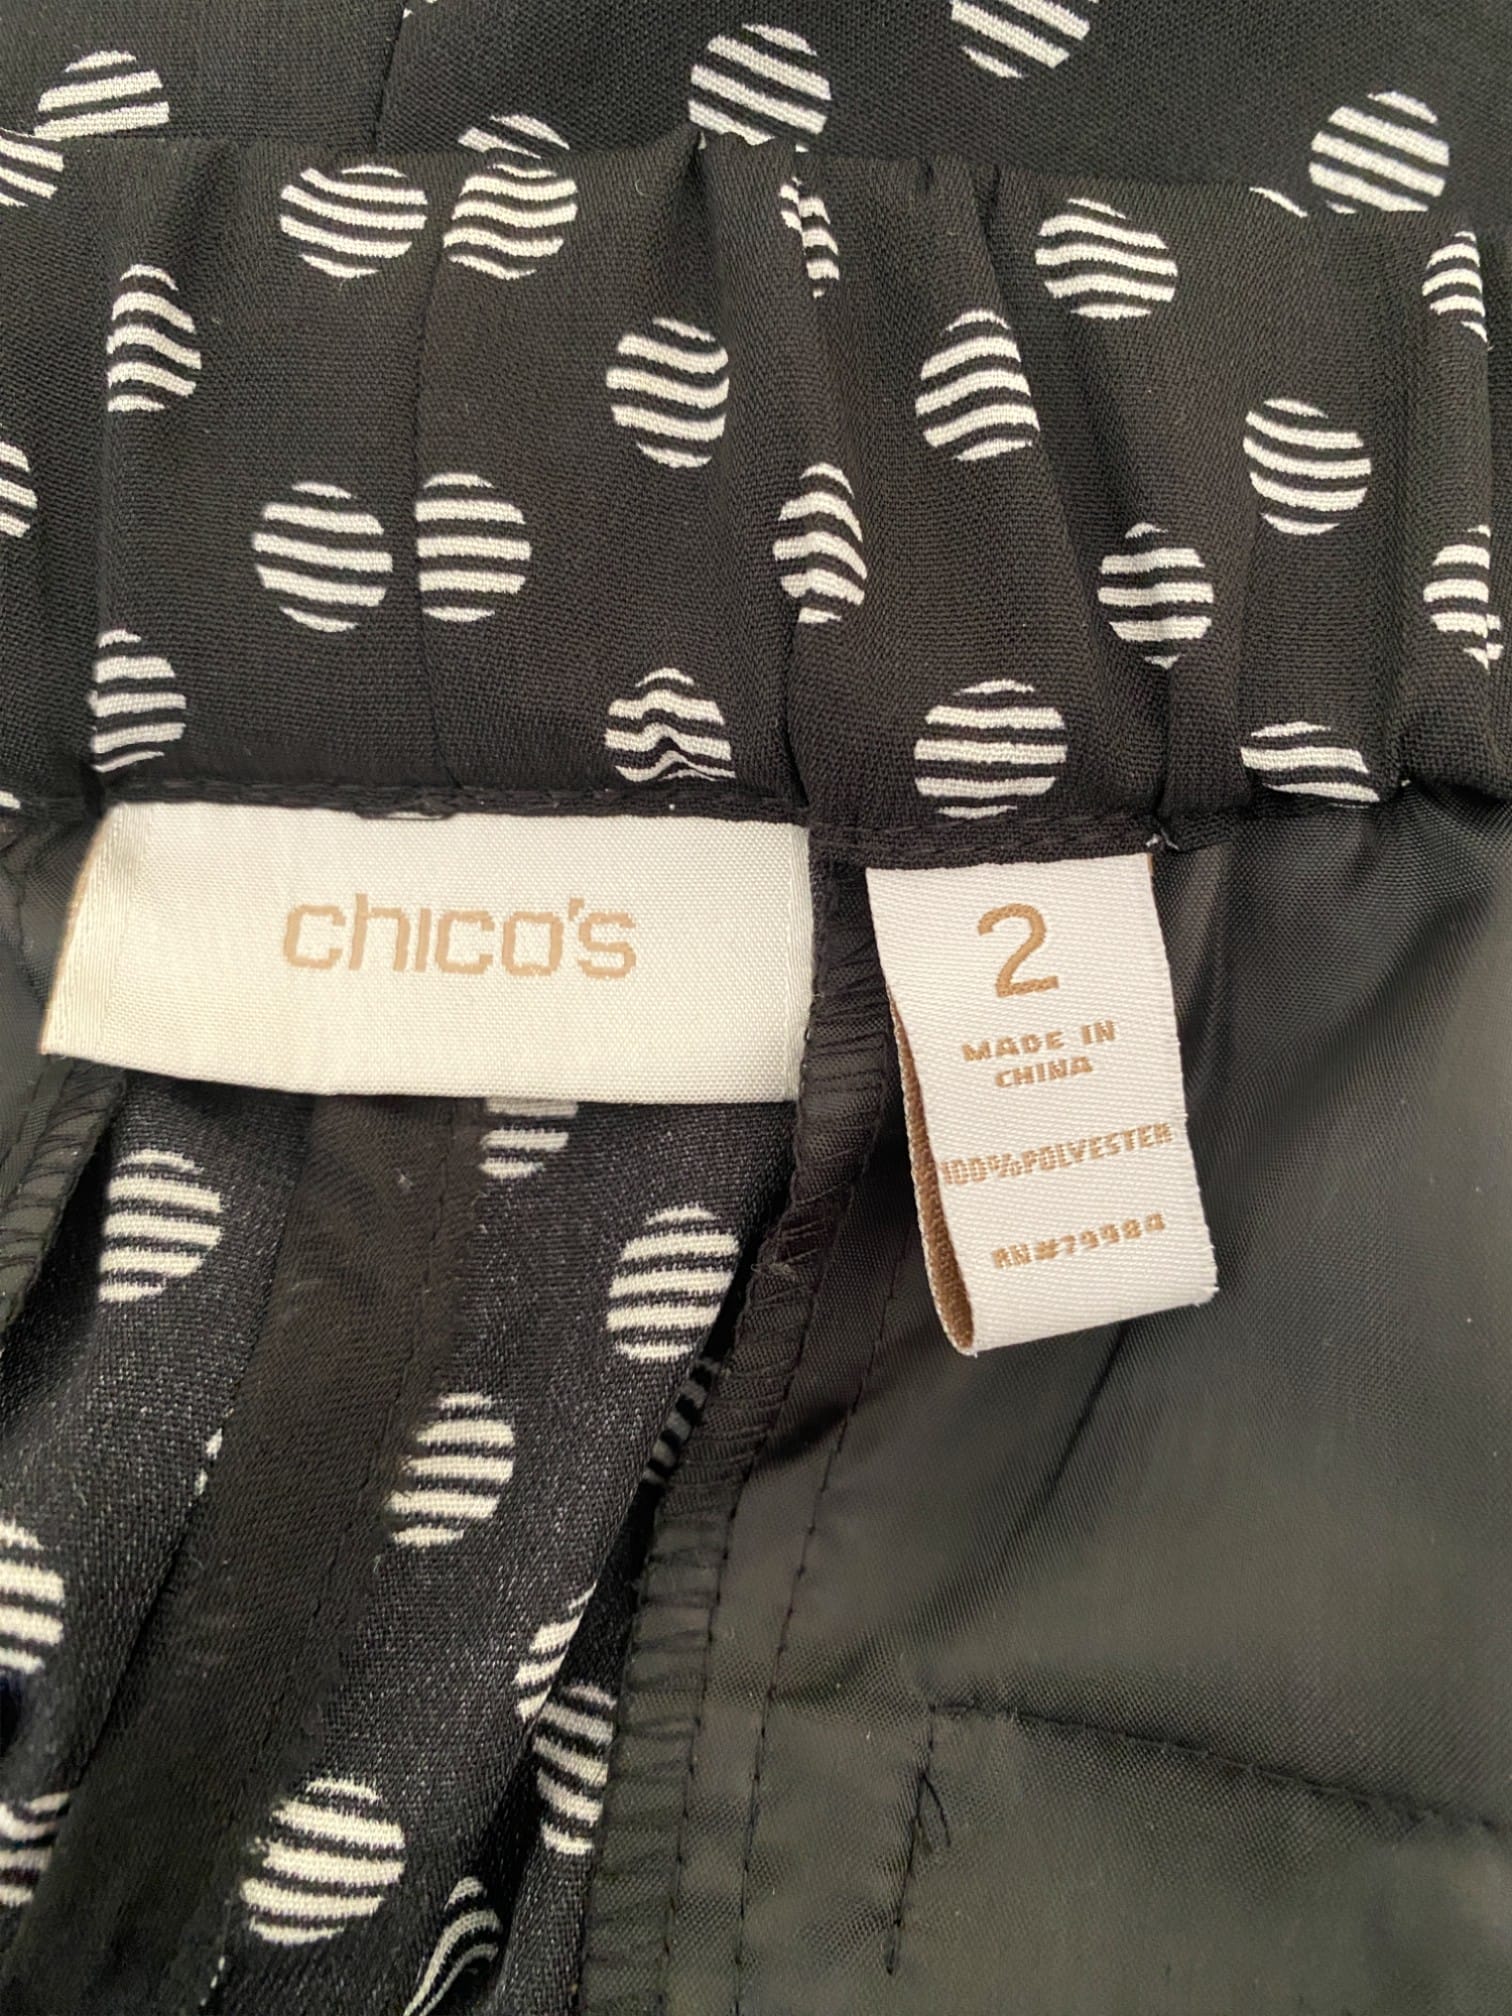 chico's
2
MADE IN
CHINA
100%POLYESTER
RN#79984